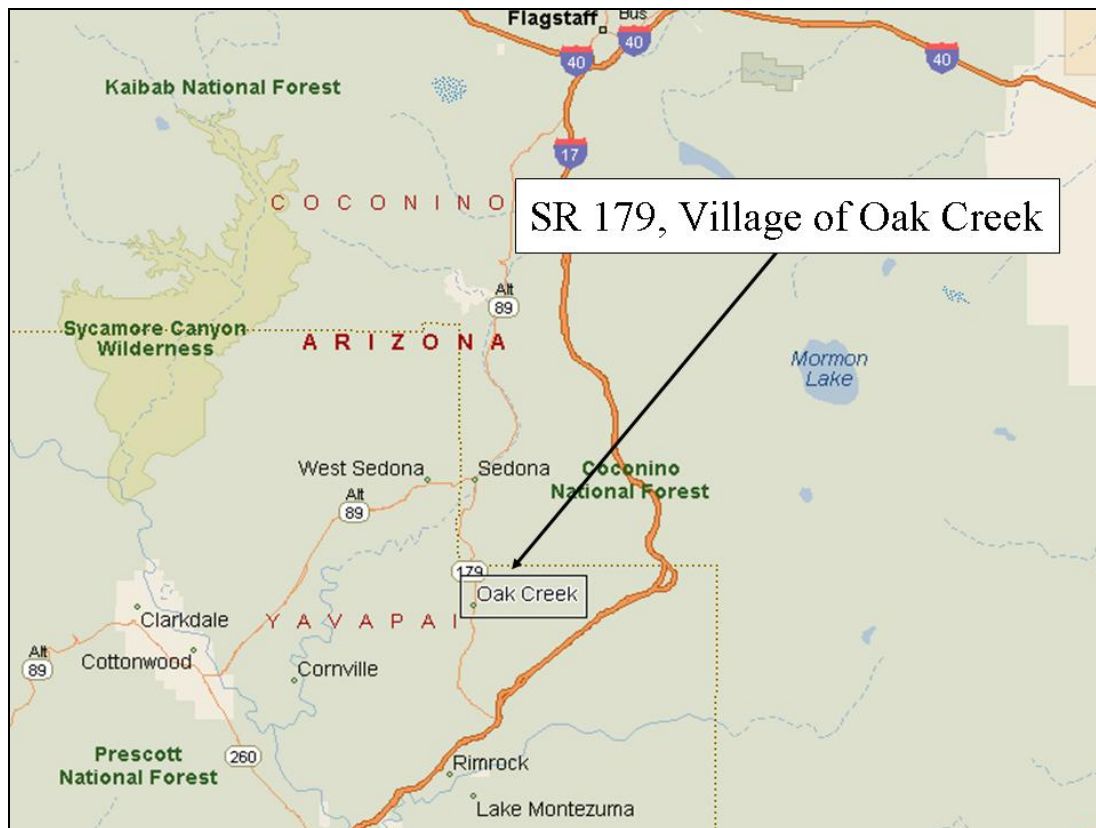 Flagstaff
Bus
40
40
40
Kaibab National Forest
17
COCONINO
SR 179, Village of Oak Creek
Alt
89
Sycamore Canyon
Wilderness
ARIZONA
Mormon
Lake
West Sedona
Sedona
Coconino
National Forest
Alt
89
179
Oak Creek
Clarkdale
YAVAPAI
Alt
89
Cottonwood
Cornville
Prescott
National Forest
260
Rimrock
Lake Montezuma